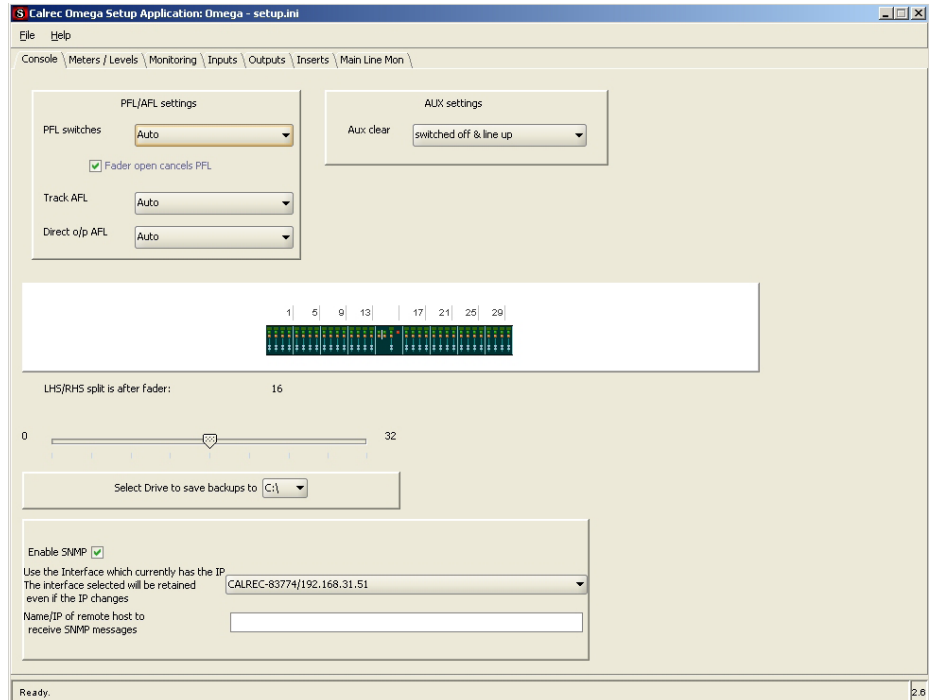 Calrec Omega Setup Application: Omega - setup.ini
File Help
Console Meters / Levels Monitoring Inputs Outputs Inserts Main Line Mon
PFL/AFL settings
PFL switches Auto
Fader open cancels PFL
Track AFL Auto
Direct o/p AFL Auto
AUX settings
Aux clear switched off & line up
1 5 9 13 17 21 25 29
LHS/RHS split is after fader: 16
0 32
Select Drive to save backups to C:\
Enable SNMP
Use the Interface which currently has the IP
The interface selected will be retained
even if the IP changes
CALREC-83774/192.168.31.51
Name/IP of remote host to
receive SNMP messages
Ready. 2.6